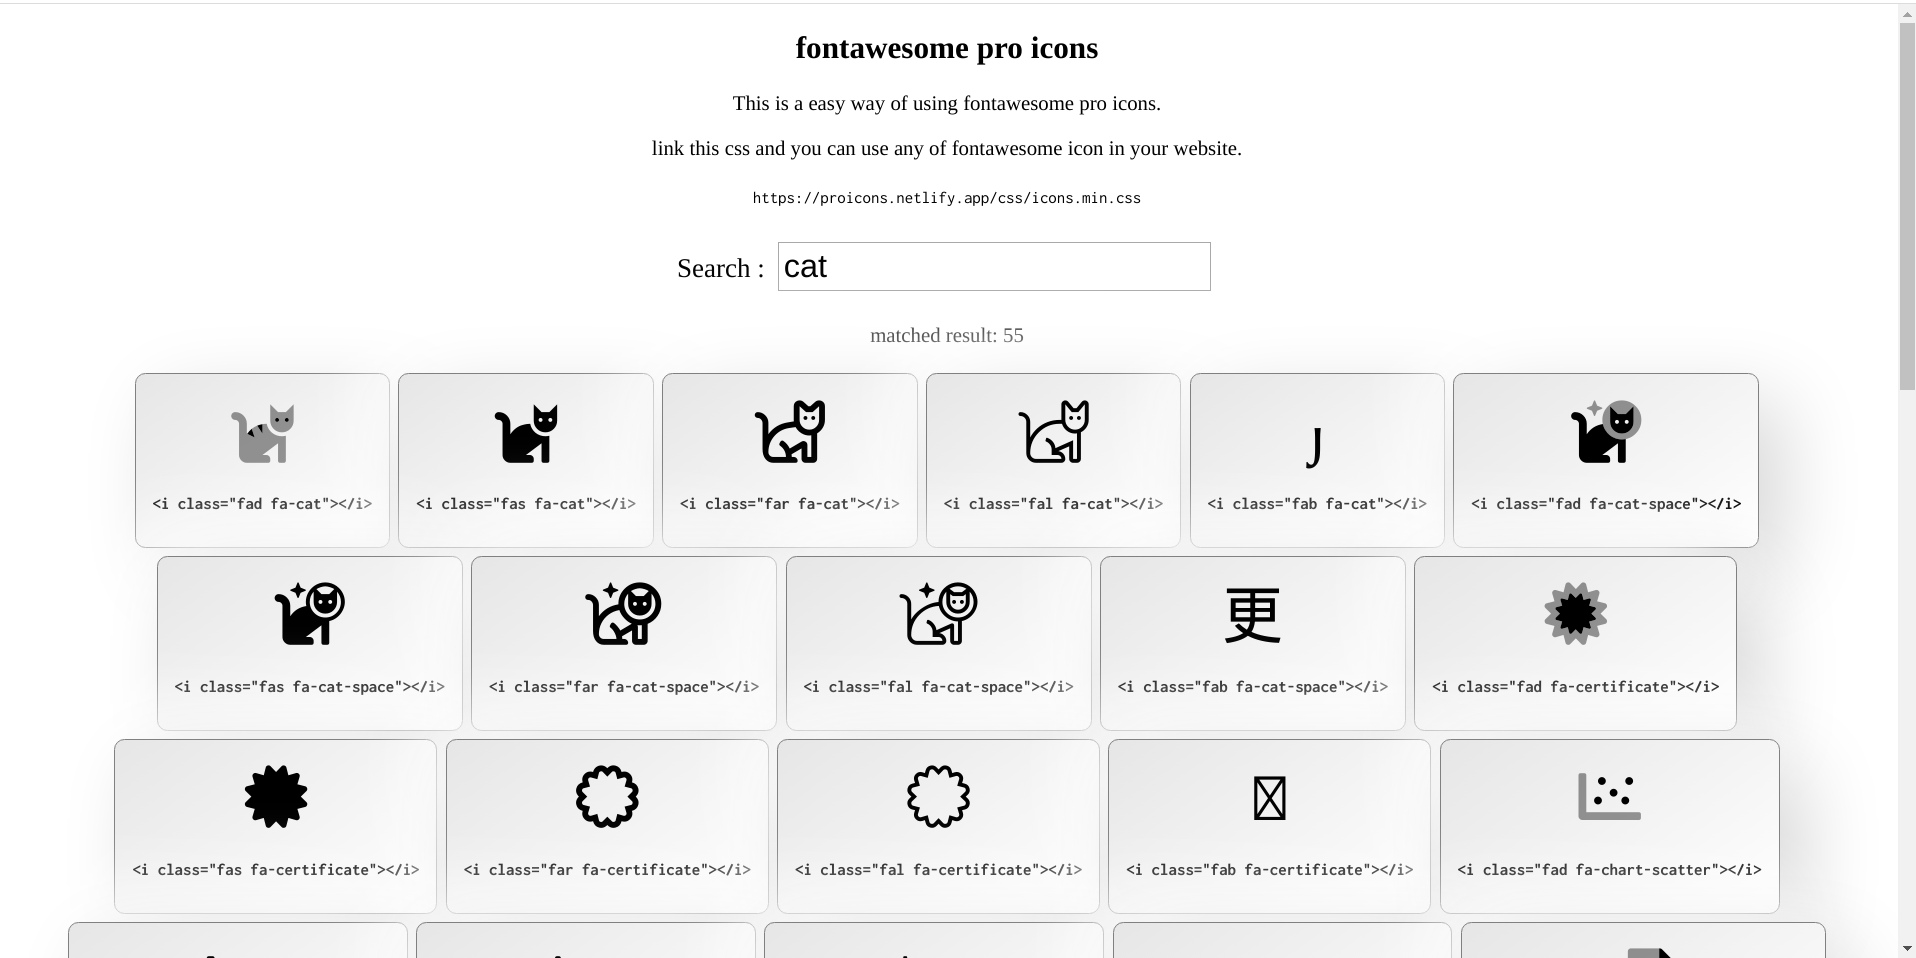 fontawesome pro icons
This is a easy way of using fontawesome pro icons.
link this css and you can use any of fontawesome icon in your website.
https://proicons.netlify.app/css/icons.min.css
Search : cat
matched result: 55
J
<i class="fad fa-cat"></i> <i class="fas fa-cat"></i> <i class="far fa-cat"></i> <i class="fal fa-cat"></i> <i class="fab fa-cat"></i> <i class="fad fa-cat-space"></i>
更
<i class="fas fa-cat-space"></i> <i class="far fa-cat-space"></i> <i class="fal fa-cat-space"></i> <i class="fab fa-cat-space"></i> <i class="fad fa-certificate"></i>
<i class="fas fa-certificate"></i> <i class="far fa-certificate"></i> <i class="fal fa-certificate"></i> <i class="fab fa-certificate"></i> <i class="fad fa-chart-scatter"></i>